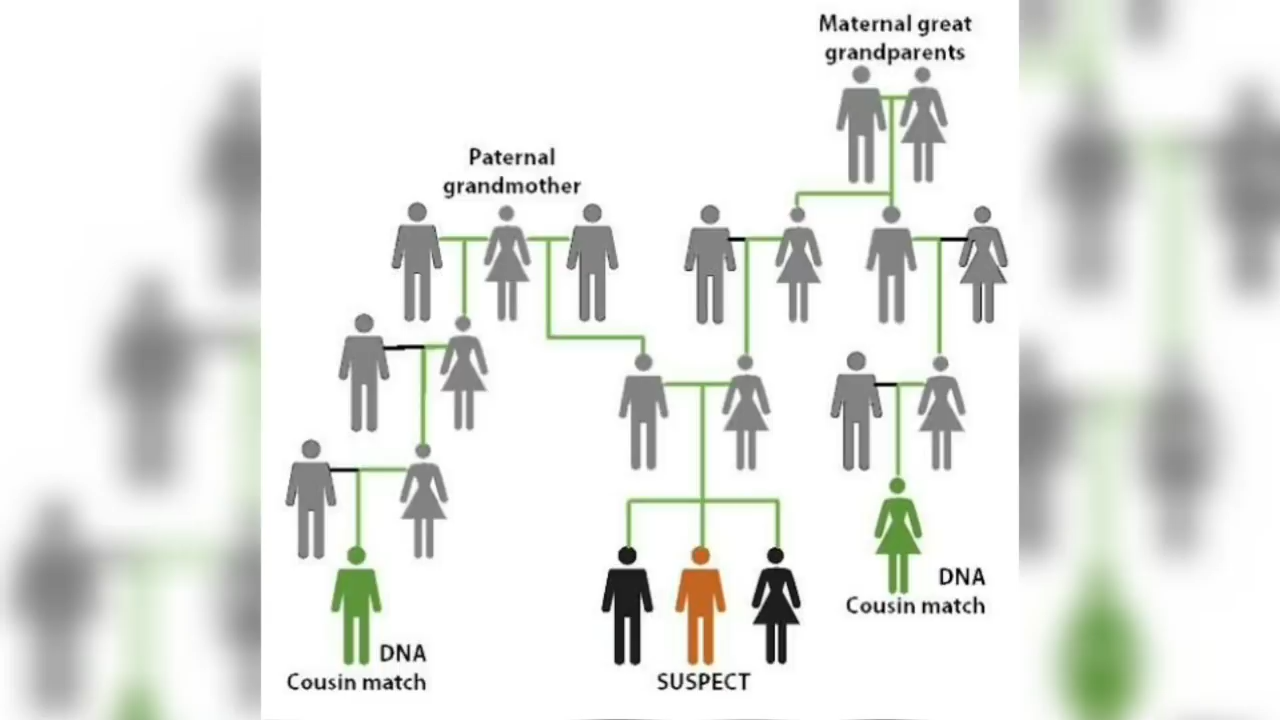 Maternal great
grandparents
Paternal
grandmother
DNA
Cousin match
DNA
Cousin match
SUSPECT